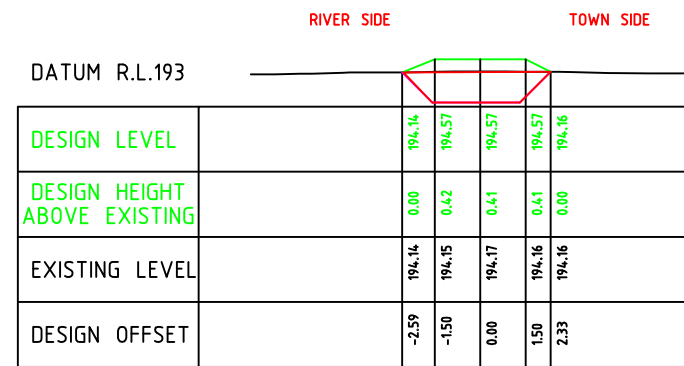 RIVER SIDE TOWN SIDE
DATUM R.L.193
DESIGN LEVEL 194.14 194.57 194.57 194.57 194.16
DESIGN HEIGHT
ABOVE EXISTING 0.00 0.42 0.41 0.41 0.00
EXISTING LEVEL 194.14 194.15 194.17 194.16 194.16
DESIGN OFFSET -2.59 -1.50 0.00 1.50 2.33